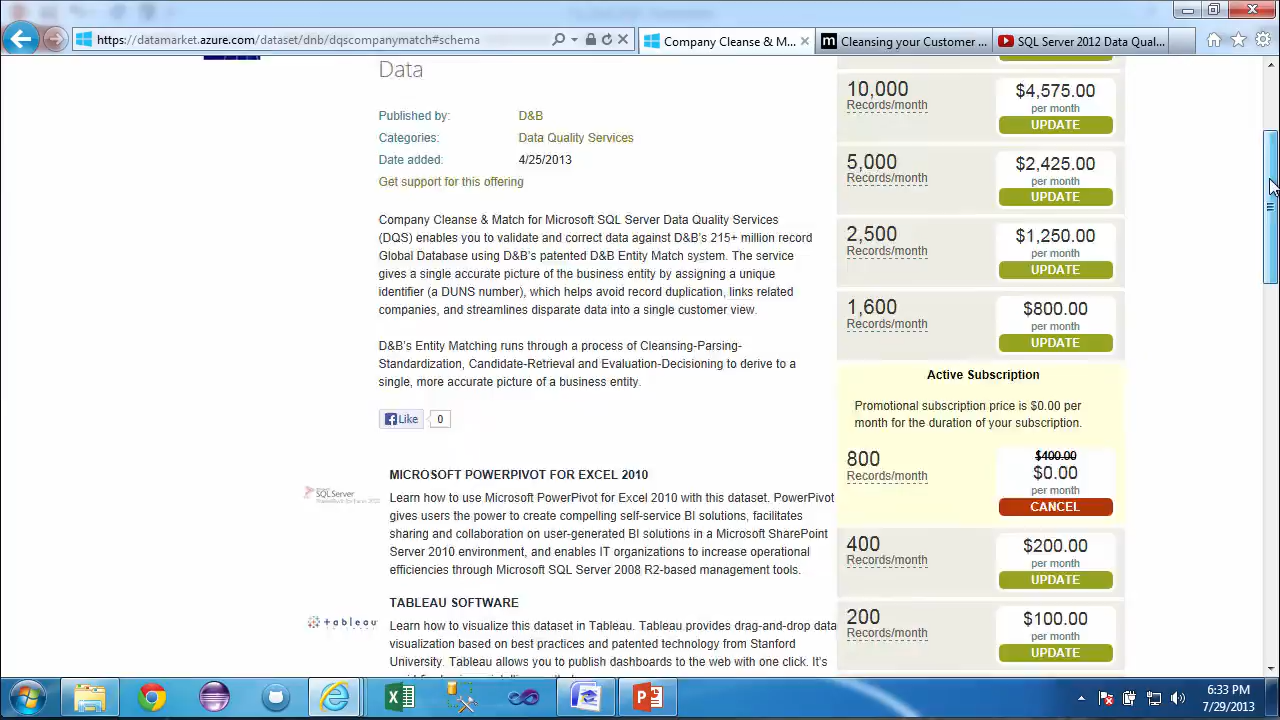 https://datamarket.azure.com/dataset/dnb/dqscompanymatch#schema
Company Cleanse & M...
Cleansing your Customer ...
SQL Server 2012 Data Qual...
Data
Published by: D&B
Categories: Data Quality Services
Date added: 4/25/2013
Get support for this offering
Company Cleanse & Match for Microsoft SQL Server Data Quality Services
(DQS) enables you to validate and correct data against D&B's 215+ million record
Global Database using D&B's patented D&B Entity Match system. The service
gives a single accurate picture of the business entity by assigning a unique
identifier (a DUNS number), which helps avoid record duplication, links related
companies, and streamlines disparate data into a single customer view.
D&B's Entity Matching runs through a process of Cleansing-Parsing-
Standardization, Candidate-Retrieval and Evaluation-Decisioning to derive to a
single, more accurate picture of a business entity.
Like 0
MICROSOFT POWERPIVOT FOR EXCEL 2010
SQLServer
Learn how to use Microsoft PowerPivot for Excel 2010 with this dataset. PowerPivot
gives users the power to create compelling self-service BI solutions, facilitates
sharing and collaboration on user-generated BI solutions in a Microsoft SharePoint
Server 2010 environment, and enables IT organizations to increase operational
efficiencies through Microsoft SQL Server 2008 R2-based management tools.
TABLEAU SOFTWARE
tableau
Learn how to visualize this dataset in Tableau. Tableau provides drag-and-drop data
visualization based on best practices and patented technology from Stanford
University. Tableau allows you to publish dashboards to the web with one click. It's
10,000
Records/month
$4,575.00
per month
UPDATE
5,000
Records/month
$2,425.00
per month
UPDATE
2,500
Records/month
$1,250.00
per month
UPDATE
1,600
Records/month
$800.00
per month
UPDATE
Active Subscription
Promotional subscription price is $0.00 per
month for the duration of your subscription.
800
Records/month
$400.00
$0.00
per month
CANCEL
400
Records/month
$200.00
per month
UPDATE
200
Records/month
$100.00
per month
UPDATE
6:33 PM
7/29/2013